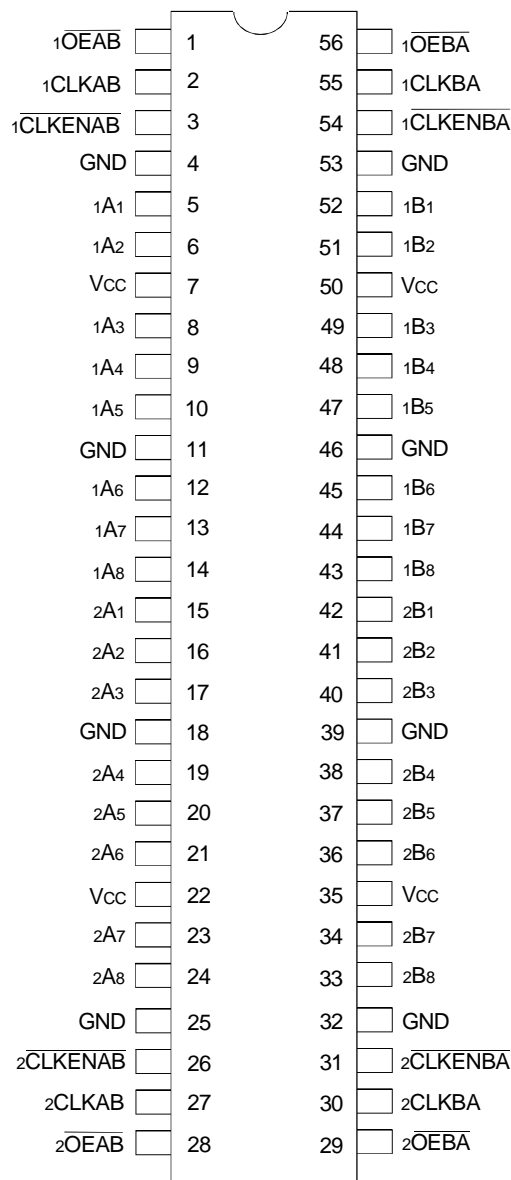 1OEAB 1 56 1OEBA
1CLKAB 2 55 1CLKBA
1CLKENAB 3 54 1CLKENBA
GND 4 53 GND
1A1 5 52 1B1
1A2 6 51 1B2
VCC 7 50 VCC
1A3 8 49 1B3
1A4 9 48 1B4
1A5 10 47 1B5
GND 11 46 GND
1A6 12 45 1B6
1A7 13 44 1B7
1A8 14 43 1B8
2A1 15 42 2B1
2A2 16 41 2B2
2A3 17 40 2B3
GND 18 39 GND
2A4 19 38 2B4
2A5 20 37 2B5
2A6 21 36 2B6
VCC 22 35 VCC
2A7 23 34 2B7
2A8 24 33 2B8
GND 25 32 GND
2CLKENAB 26 31 2CLKENBA
2CLKAB 27 30 2CLKBA
2OEAB 28 29 2OEBA